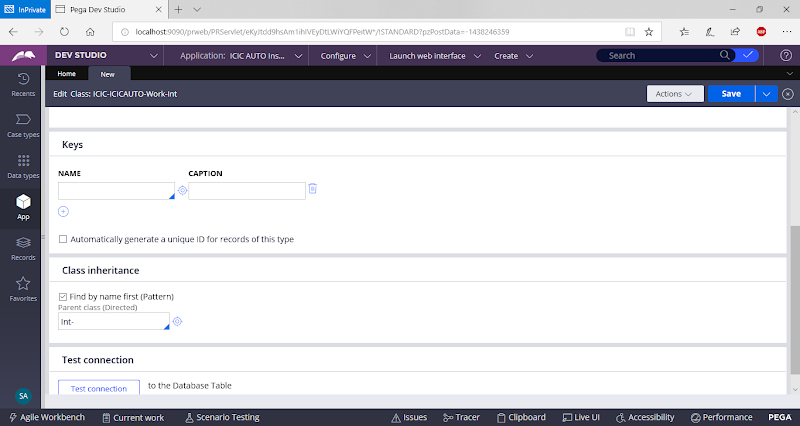 InPrivate
Pega Dev Studio
localhost:9090/prweb/PRServlet/eKyJtdd9hsAm1ihlVEyDtLWiYQFPeitW*/!STANDARD?pzPostData=-1438246359
DEV STUDIO
Application: ICIC AUTO Ins...
Configure
Launch web interface
Create
Search
Home
New
Edit Class: ICIC-ICICAUTO-Work-Int
Actions
Save
Recents
Case types
Data types
App
Records
Favorites
SA
Keys
NAME
CAPTION
Automatically generate a unique ID for records of this type
Class inheritance
Find by name first (Pattern)
Parent class (Directed)
Int-
Test connection
Test connection
to the Database Table
Agile Workbench
Current work
Scenario Testing
Issues
Tracer
Clipboard
Live UI
Accessibility
Performance
PEGA